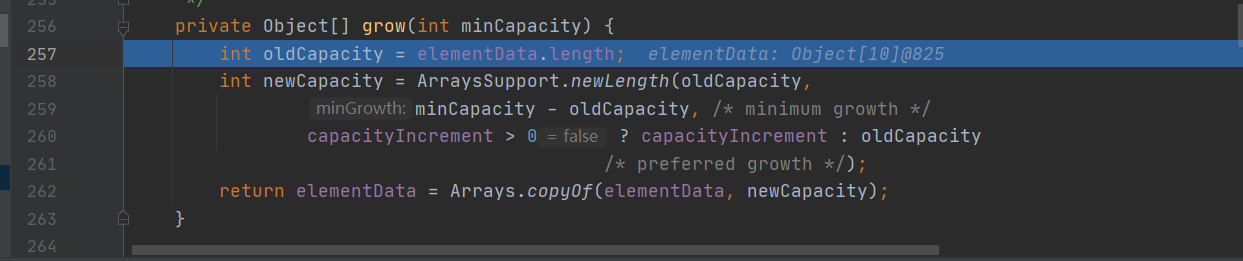 */
256 private Object[] grow(int minCapacity) {
257 int oldCapacity = elementData.length; elementData: Object[10]@825
258 int newCapacity = ArraysSupport.newLength(oldCapacity,
259 minGrowth: minCapacity - oldCapacity, /* minimum growth */
260 capacityIncrement > 0 = false ? capacityIncrement : oldCapacity
261 /* preferred growth */);
262 return elementData = Arrays.copyOf(elementData, newCapacity);
263 }
264